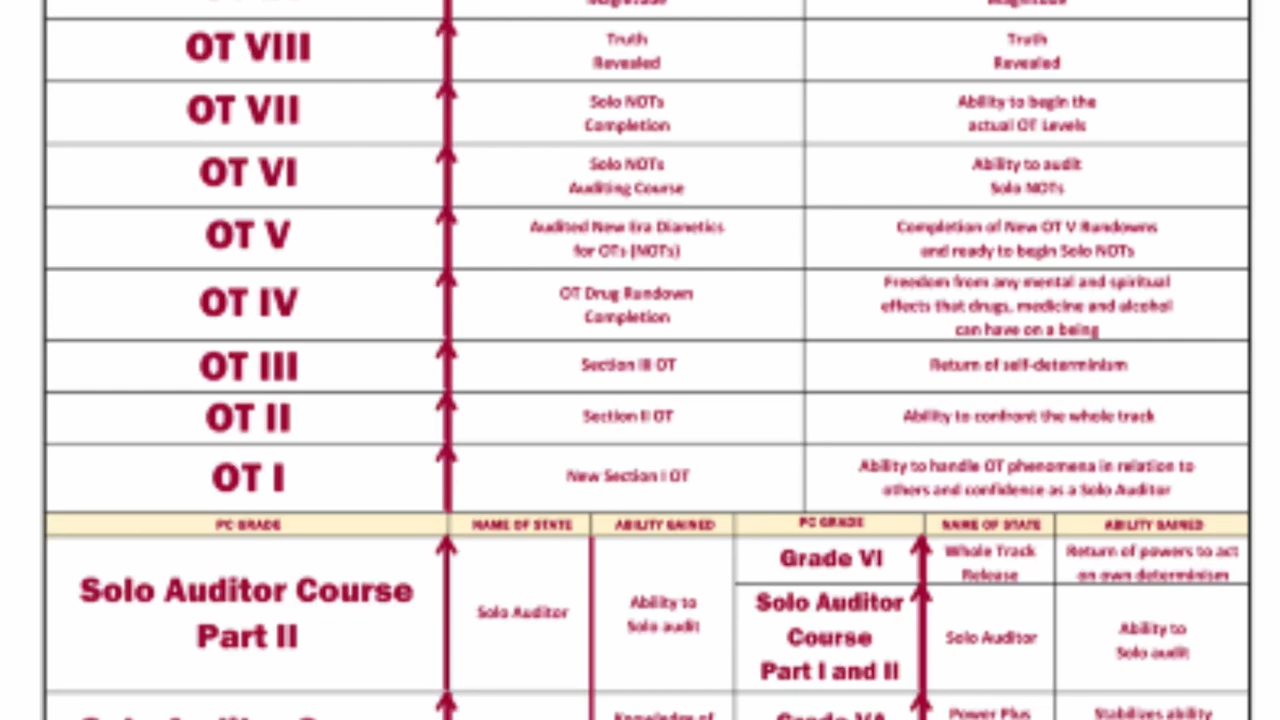 Magnitude Magnitude
OT VIII
Truth
Revealed
Truth
Revealed
OT VII
Solo NOTs
Completion
Ability to begin the
actual OT Levels
OT VI
Solo NOTs
Auditing Course
Ability to audit
Solo NOTs
OT V
Audited New Era Dianetics
for OTs (NOTs)
Completion of New OT V Rundowns
and ready to begin Solo NOTs
OT IV
OT Drug Rundown
Completion
Freedom from any mental and spiritual
effects that drugs, medicine and alcohol
can have on a being
OT III
Section III OT
Return of self-determinism
OT II
Section II OT
Ability to confront the whole track
OT I
New Section I OT
Ability to handle OT phenomena in relation to
others and confidence as a Solo Auditor
PC GRADE NAME OF STATE ABILITY GAINED PC GRADE NAME OF STATE ABILITY GAINED
Solo Auditor Course
Part II
Solo Auditor
Ability to
Solo audit
Grade VI
Whole Track
Release
Return of powers to act
on own determinism
Solo Auditor
Course
Part I and II
Solo Auditor
Ability to
Solo audit
Knowledge of
Grade VA
Power Plus
Stabilizes ability